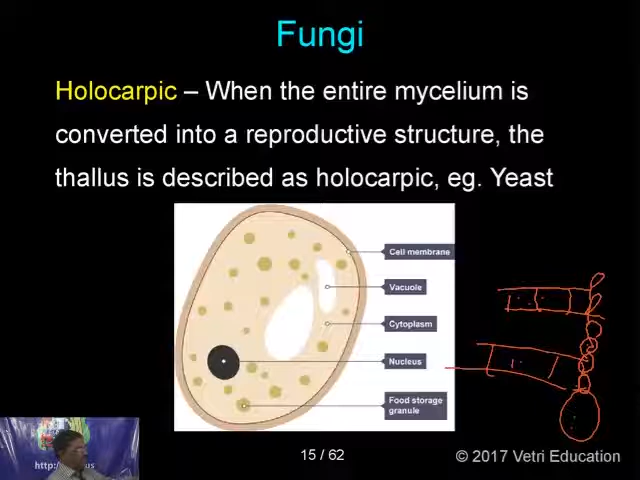 Fungi
Holocarpic – When the entire mycelium is
converted into a reproductive structure, the
thallus is described as holocarpic, eg. Yeast
Cell membrane
Vacuole
Cytoplasm
Nucleus
Food storage
granule
15 / 62
© 2017 Vetri Education